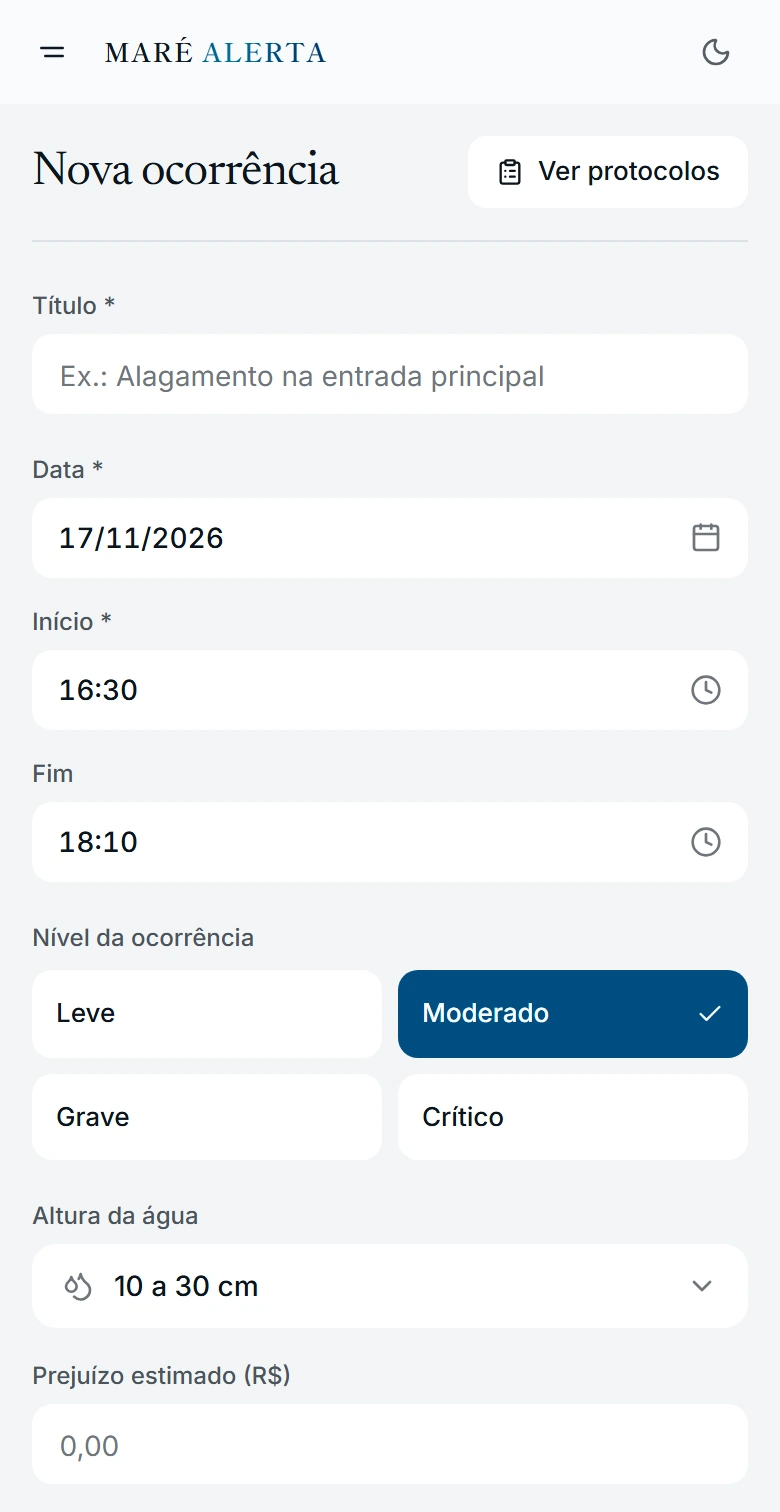 MARÉ ALERTA
Nova ocorrência
Ver protocolos
Título *
Ex.: Alagamento na entrada principal
Data *
17/11/2026
Início *
16:30
Fim
18:10
Nível da ocorrência
Leve
Moderado
Grave
Crítico
Altura da água
10 a 30 cm
Prejuízo estimado (R$)
0,00